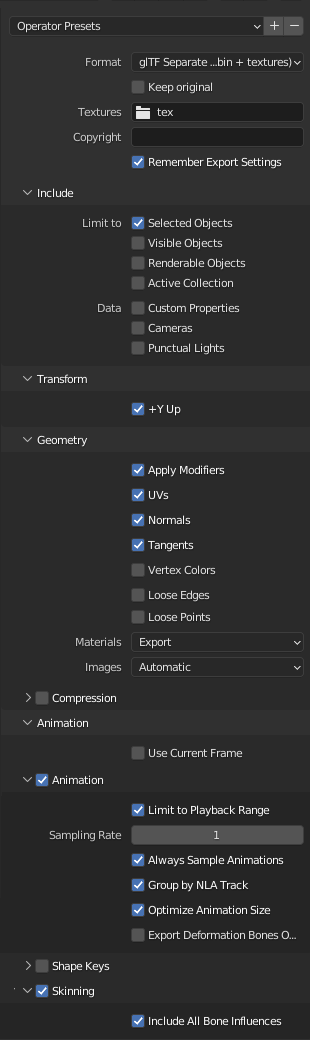 Operator Presets
Format glTF Separate ...bin + textures)
Keep original
Textures tex
Copyright
Remember Export Settings
Include
Limit to Selected Objects
Visible Objects
Renderable Objects
Active Collection
Data Custom Properties
Cameras
Punctual Lights
Transform
+Y Up
Geometry
Apply Modifiers
UVs
Normals
Tangents
Vertex Colors
Loose Edges
Loose Points
Materials Export
Images Automatic
Compression
Animation
Use Current Frame
Animation
Limit to Playback Range
Sampling Rate 1
Always Sample Animations
Group by NLA Track
Optimize Animation Size
Export Deformation Bones O...
Shape Keys
Skinning
Include All Bone Influences